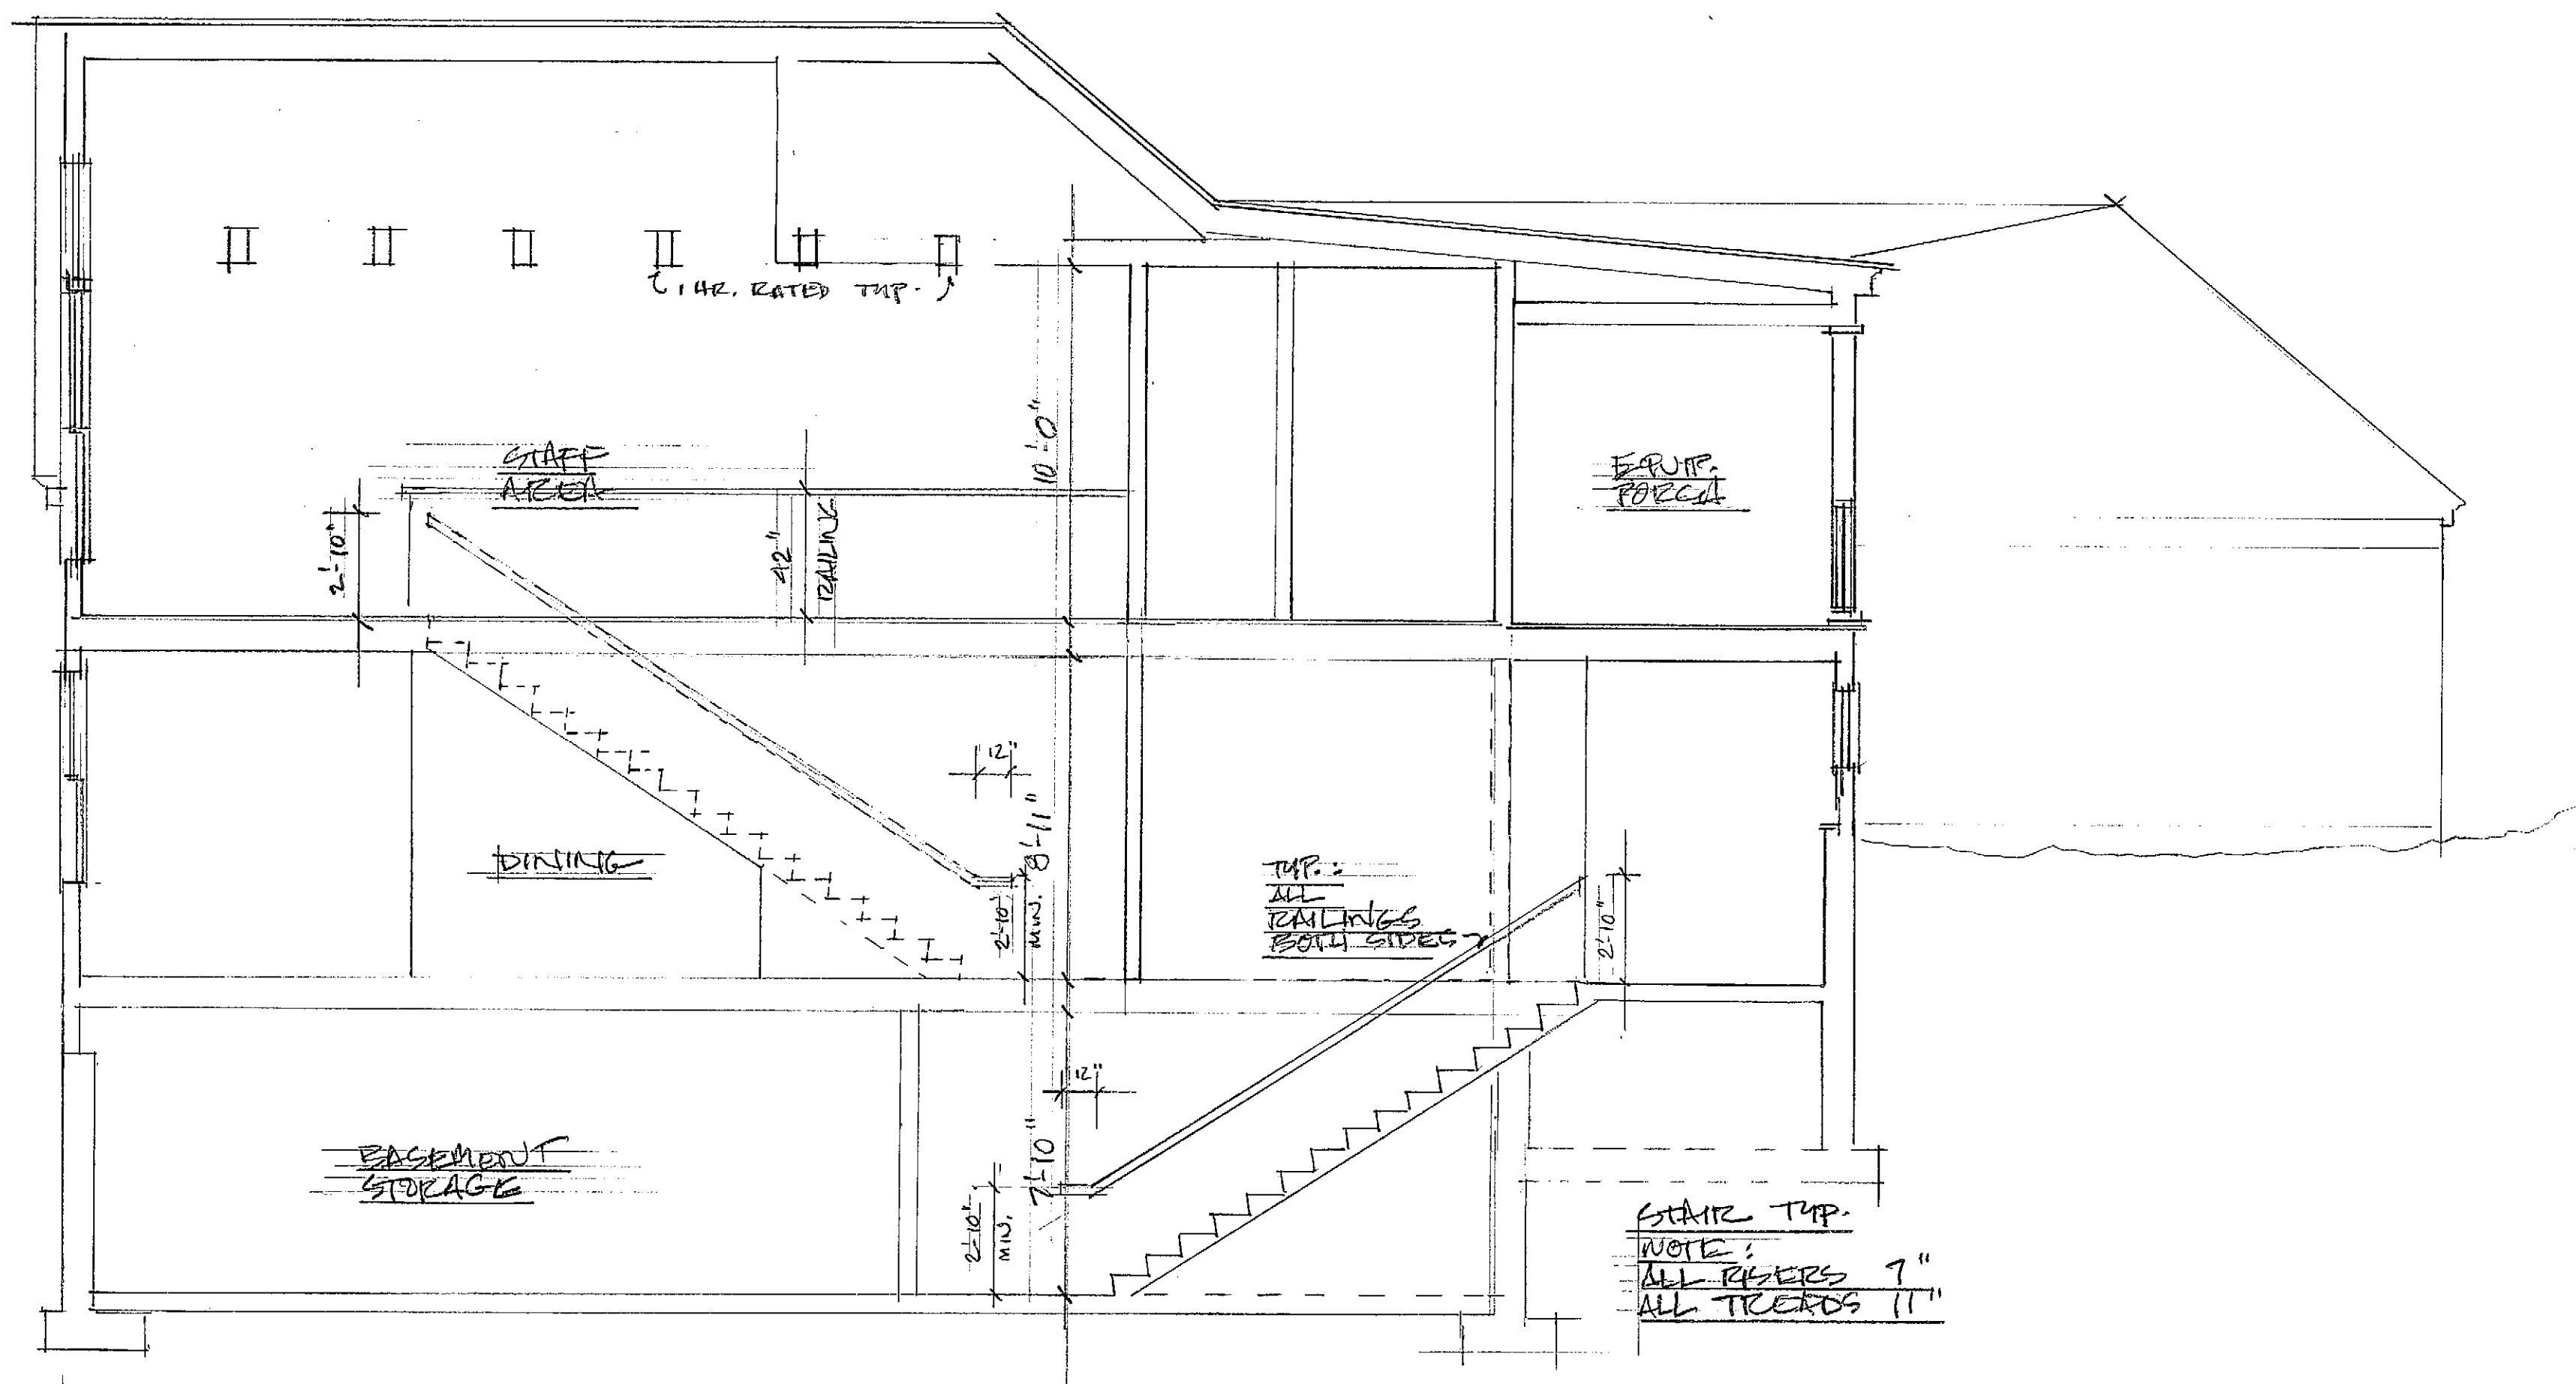 ( 1 HR. RATED TYP. )
STAFF
AREA
10'-0"
EQUIP.
PORCH
2'-10"
42"
RAILING
12"
DINING
8'-11"
2'-10"
MIN.
TYP.:
ALL
RAILINGS
BOTH SIDES
2'-10"
12"
BASEMENT
STORAGE
7'-10"
2'-10"
MIN.
STAIR TYP.
NOTE:
ALL RISERS 7"
ALL TREADS 11"